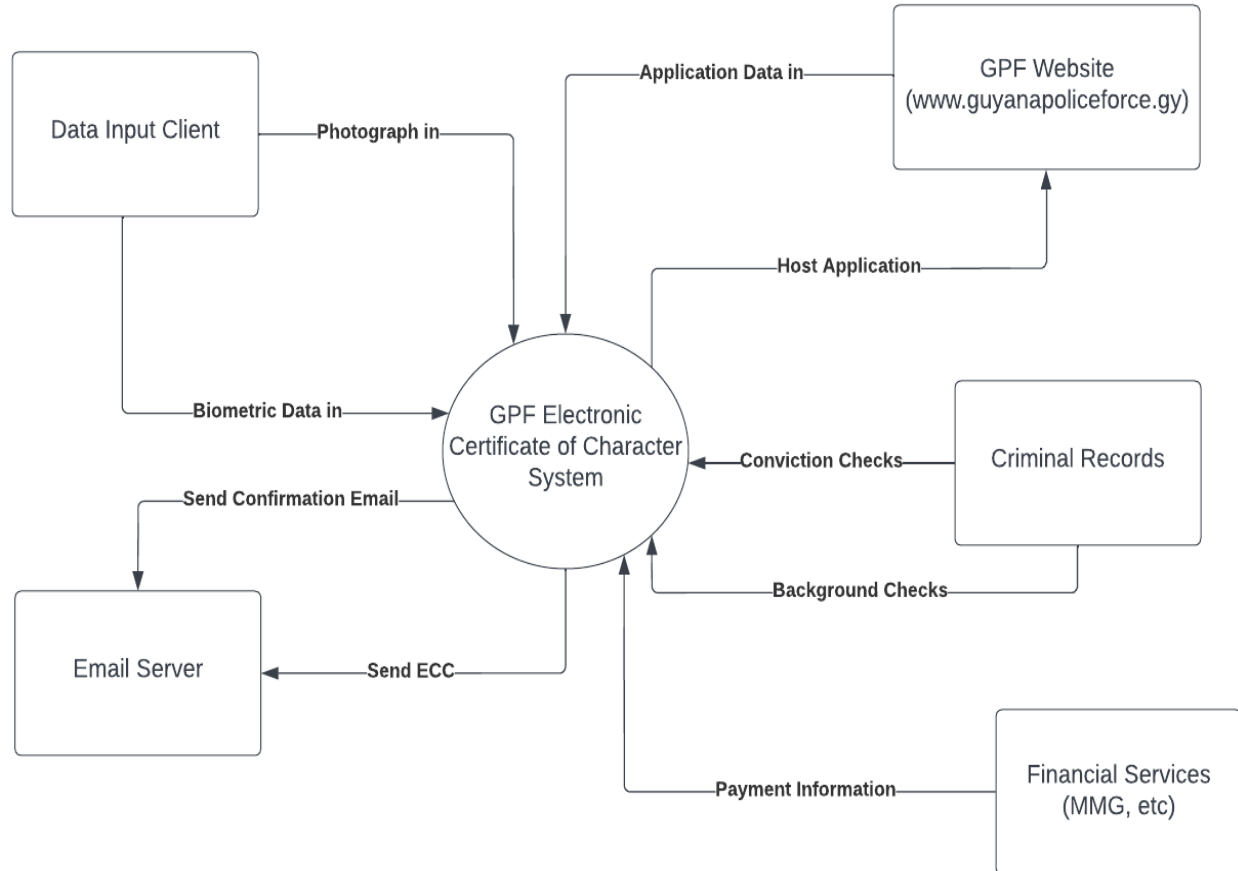 GPF Website
(www.guyanapoliceforce.gy)
Application Data in
Data Input Client
Photograph in
Host Application
Biometric Data in
GPF Electronic
Certificate of Character
System
Conviction Checks
Criminal Records
Send Confirmation Email
Background Checks
Email Server
Send ECC
Payment Information
Financial Services
(MMG, etc)